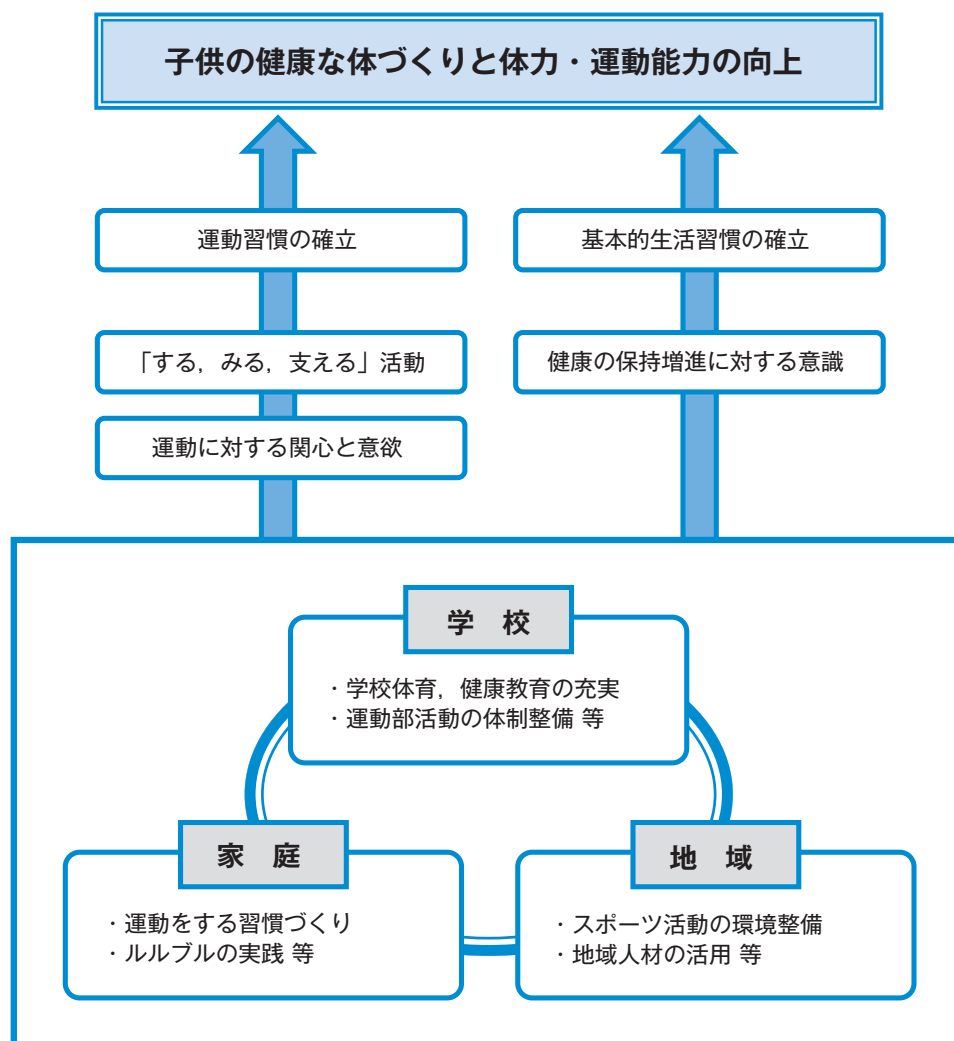 子供の健康な体づくりと体力・運動能力の向上
運動習慣の確立
基本的生活習慣の確立
「する，みる，支える」活動
健康の保持増進に対する意識
運動に対する関心と意欲
学　校
・学校体育，健康教育の充実
・運動部活動の体制整備 等
家　庭
・運動をする習慣づくり
・ルルブルの実践 等
地　域
・スポーツ活動の環境整備
・地域人材の活用 等